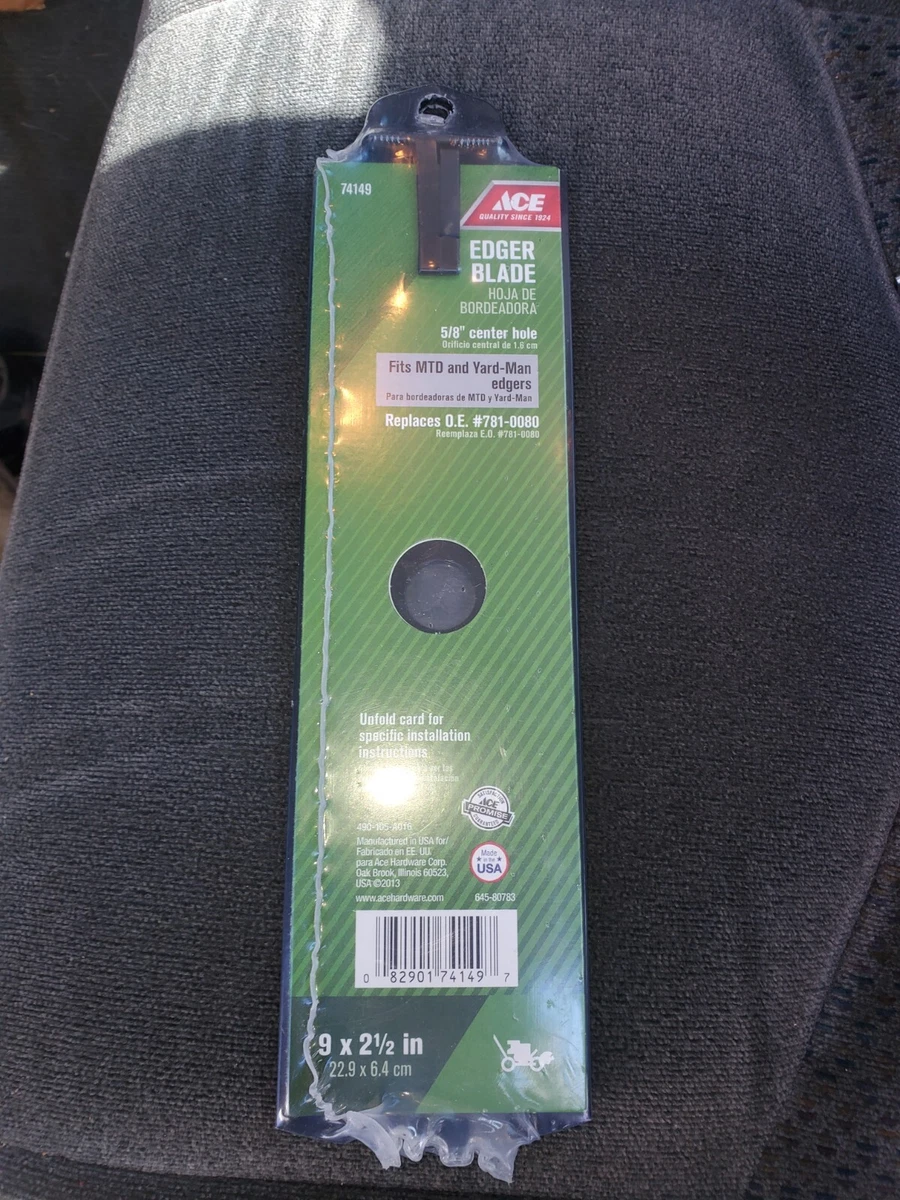 74149
ACE
QUALITY SINCE 1924
EDGER
BLADE
HOJA DE
BORDEADORA
5/8" center hole
Orificio central de 1.6 cm
Fits MTD and Yard-Man
edgers
Para bordeadoras de MTD y Yard-Man
Replaces O.E. #781-0080
Reemplaza E.O. #781-0080
Unfold card for
specific installation
instructions.
por las
ACE
PROMISE
490-105-A016
Manufactured in USA for/
Fabricado en EE. UU.
para Ace Hardware Corp.
Oak Brook, Illinois 60523,
USA ©2013
Made
in the
USA
www.acehardware.com
645-80783
0 82901 74149 7
9 x 2½ in
22.9 x 6.4 cm